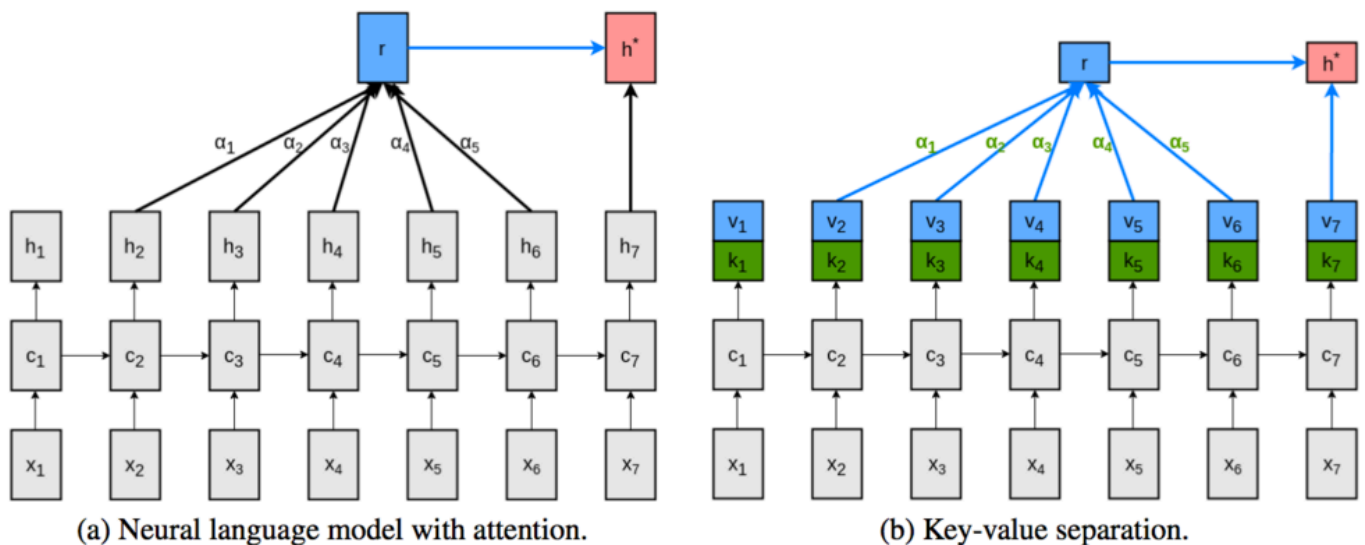 r h*
r h*
α1 α2 α3 α4 α5
α1 α2 α3 α4 α5
h1 h2 h3 h4 h5 h6 h7
v1 v2 v3 v4 v5 v6 v7
k1 k2 k3 k4 k5 k6 k7
c1 c2 c3 c4 c5 c6 c7
c1 c2 c3 c4 c5 c6 c7
x1 x2 x3 x4 x5 x6 x7
x1 x2 x3 x4 x5 x6 x7
(a) Neural language model with attention.
(b) Key-value separation.